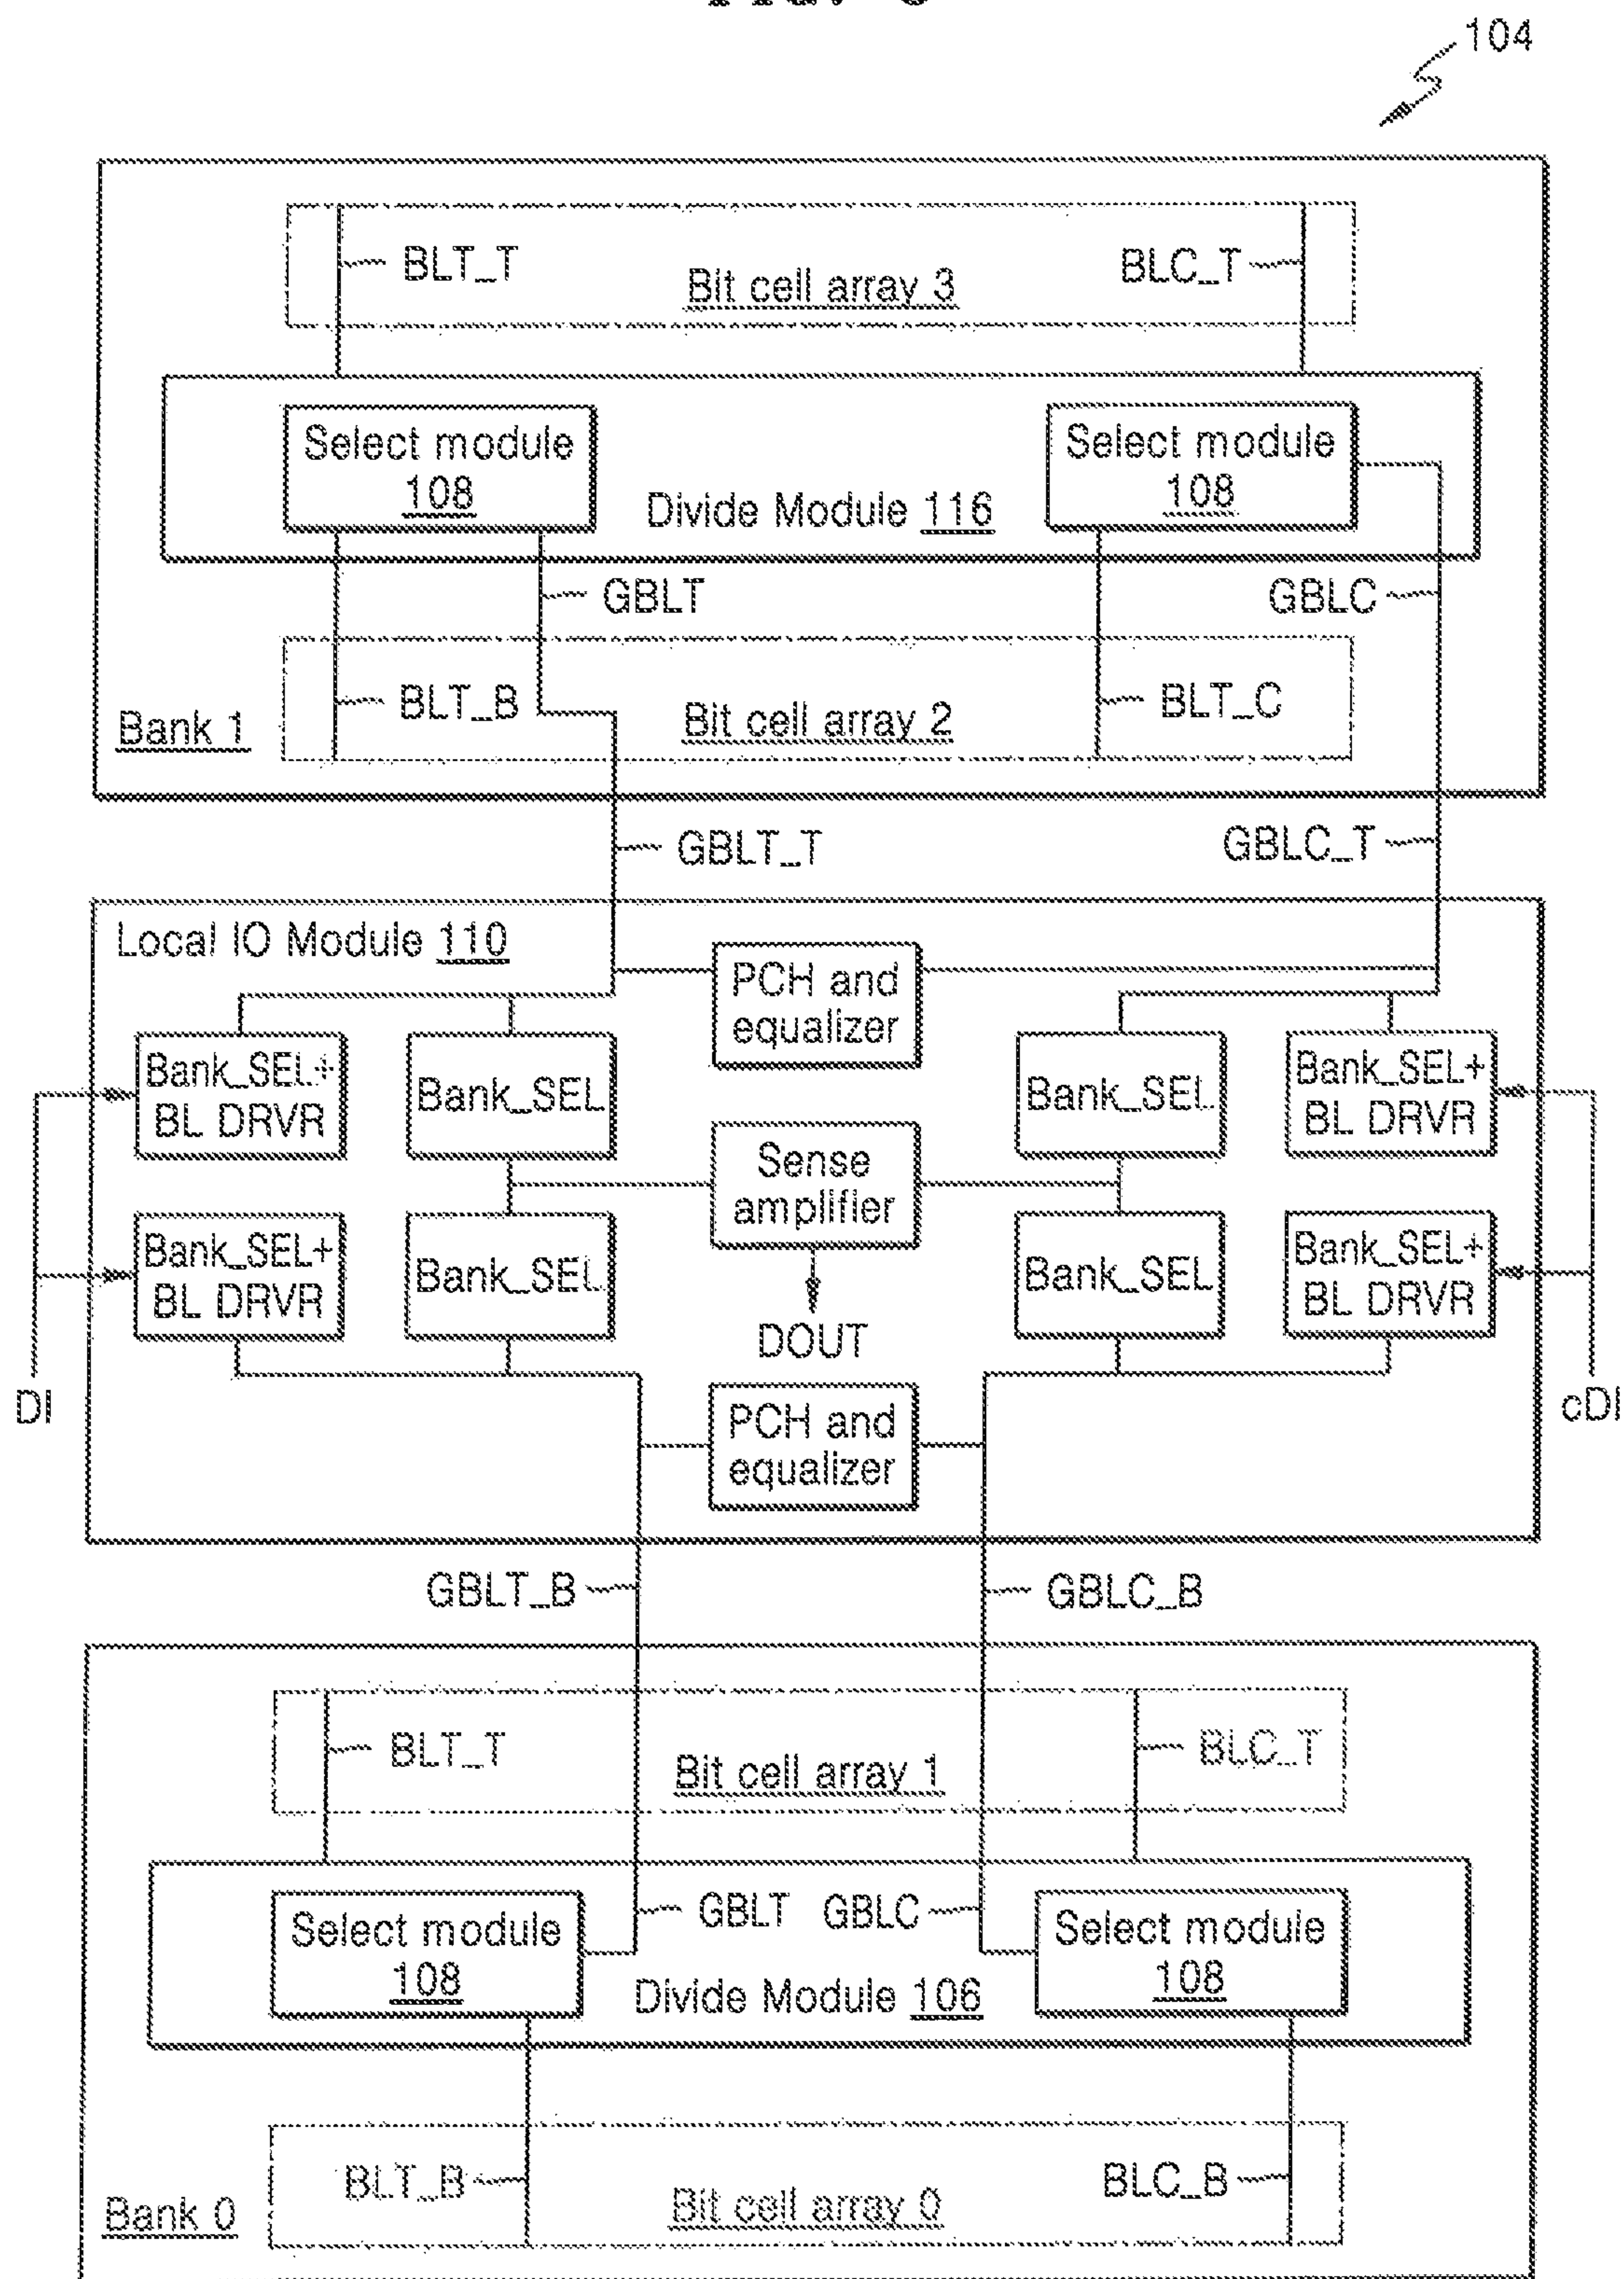 104
BLT_T
BLC_T
Bit cell array 3
Select module
108
Select module
108
Divide Module 116
GBLT
GBLC
BLT_B
BLT_C
Bit cell array 2
Bank 1
GBLT_T
GBLC_T
Local IO Module 110
PCH and
equalizer
Bank_SEL+
BL DRVR
Bank_SEL
Bank_SEL
Bank_SEL+
BL DRVR
Sense
amplifier
Bank_SEL+
BL DRVR
Bank_SEL
Bank_SEL
Bank_SEL+
BL DRVR
DOUT
DI
cDI
PCH and
equalizer
GBLT_B
GBLC_B
BLT_T
BLC_T
Bit cell array 1
GBLT
GBLC
Select module
108
Select module
108
Divide Module 106
BLT_B
BLC_B
Bit cell array 0
Bank 0